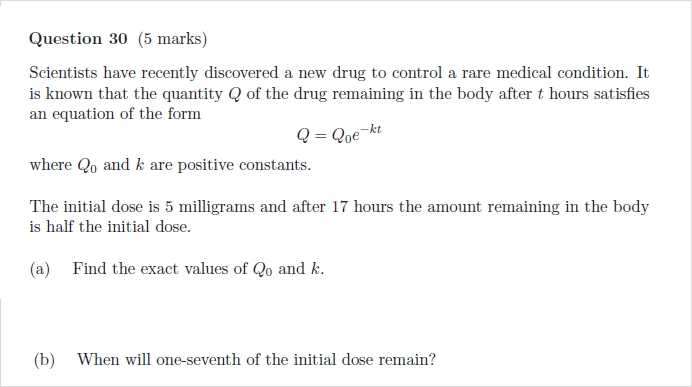 Question 30 (5 marks)
Scientists have recently discovered a new drug to control a rare medical condition. It
is known that the quantity Q of the drug remaining in the body after t hours satisfies
an equation of the form
Q = Q₀e^{-kt}
where Q₀ and k are positive constants.
The initial dose is 5 milligrams and after 17 hours the amount remaining in the body
is half the initial dose.
(a) Find the exact values of Q₀ and k.
(b) When will one-seventh of the initial dose remain?